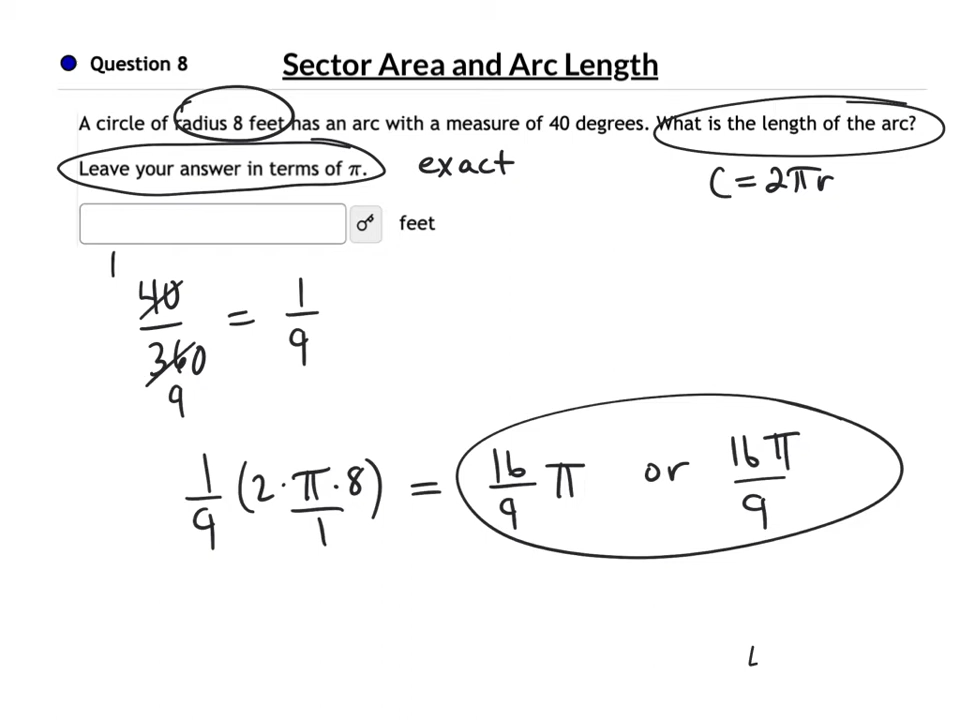 Question 8
Sector Area and Arc Length
A circle of radius 8 feet has an arc with a measure of 40 degrees. What is the length of the arc?
Leave your answer in terms of π. exact
C = 2πr
feet
1
40/360 = 1/9
9
1/9 (2·π·8/1) = 16/9 π or 16π/9
L